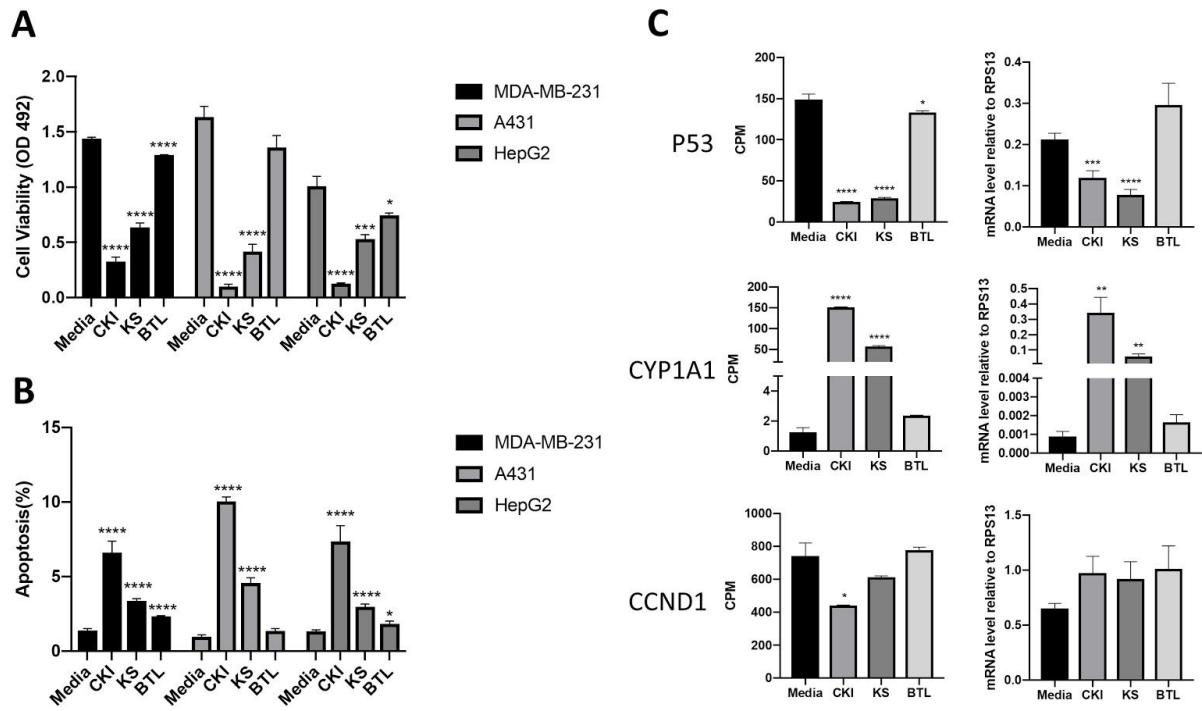 A
Cell Viability (OD 492)
2.0
1.5
1.0
0.5
0.0
**** **** ****
**** ****
**** *** *
Media CKI KS BTL Media CKI KS BTL Media CKI KS BTL
MDA-MB-231
A431
HepG2
B
Apoptosis(%)
15
10
5
0
**** **** ****
**** ****
**** **** *
Media CKI KS BTL Media CKI KS BTL Media CKI KS BTL
MDA-MB-231
A431
HepG2
C
P53
CPM
200
150
100
50
0
**** **** *
Media CKI KS BTL
mRNA level relative to RPS13
0.4
0.3
0.2
0.1
0.0
*** ****
Media CKI KS BTL
CYP1A1
CPM
200
150
100
50
4
2
0
**** ****
Media CKI KS BTL
mRNA level relative to RPS13
0.5
0.4
0.3
0.2
0.1
0.004
0.003
0.002
0.001
0.000
** **
Media CKI KS BTL
CCND1
CPM
1000
800
600
400
200
0
*
Media CKI KS BTL
mRNA level relative to RPS13
1.5
1.0
0.5
0.0
Media CKI KS BTL